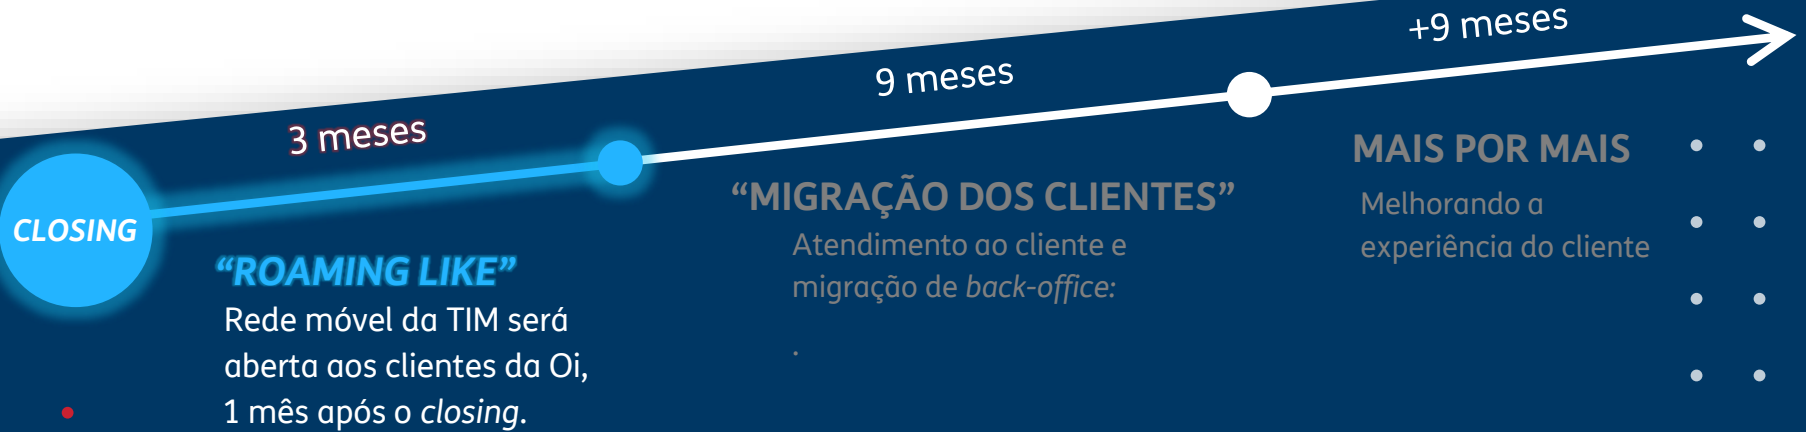 +9 meses
9 meses
3 meses
CLOSING
“ROAMING LIKE”
Rede móvel da TIM será
aberta aos clientes da Oi,
1 mês após o closing.
“MIGRAÇÃO DOS CLIENTES”
Atendimento ao cliente e
migração de back-office:
.
MAIS POR MAIS
Melhorando a
experiência do cliente